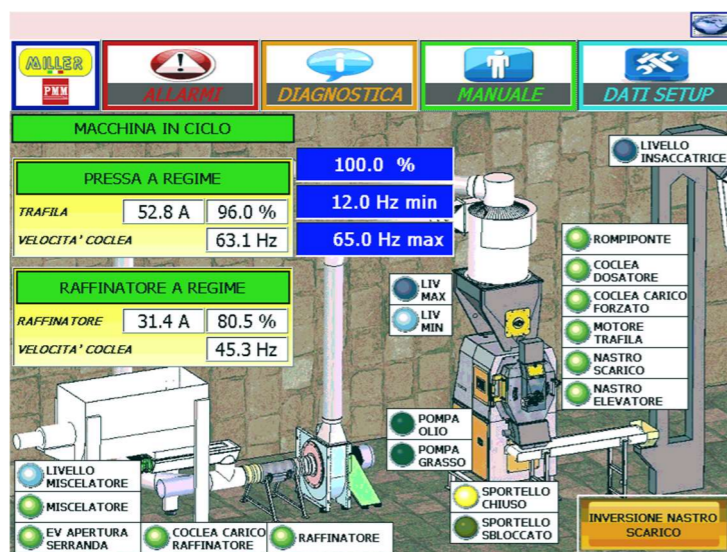 MILLER
PMM
ALLARMI
DIAGNOSTICA
MANUALE
DATI SETUP
MACCHINA IN CICLO
PRESSA A REGIME
TRAFILA 52.8 A 96.0 %
VELOCITA' COCLEA 63.1 Hz
100.0 %
12.0 Hz min
65.0 Hz max
RAFFINATORE A REGIME
RAFFINATORE 31.4 A 80.5 %
VELOCITA' COCLEA 45.3 Hz
LIVELLO
INSACCATRICE
ROMPIPONTE
COCLEA
DOSATORE
COCLEA CARICO
FORZATO
MOTORE
TRAFILA
NASTRO
SCARICO
NASTRO
ELEVATORE
LIV
MAX
LIV
MIN
POMPA
OLIO
POMPA
GRASSO
LIVELLO
MISCELATORE
MISCELATORE
EV APERTURA
SERRANDA
COCLEA CARICO
RAFFINATORE
RAFFINATORE
SPORTELLO
CHIUSO
SPORTELLO
SBLOCCATO
INVERSIONE NASTRO
SCARICO